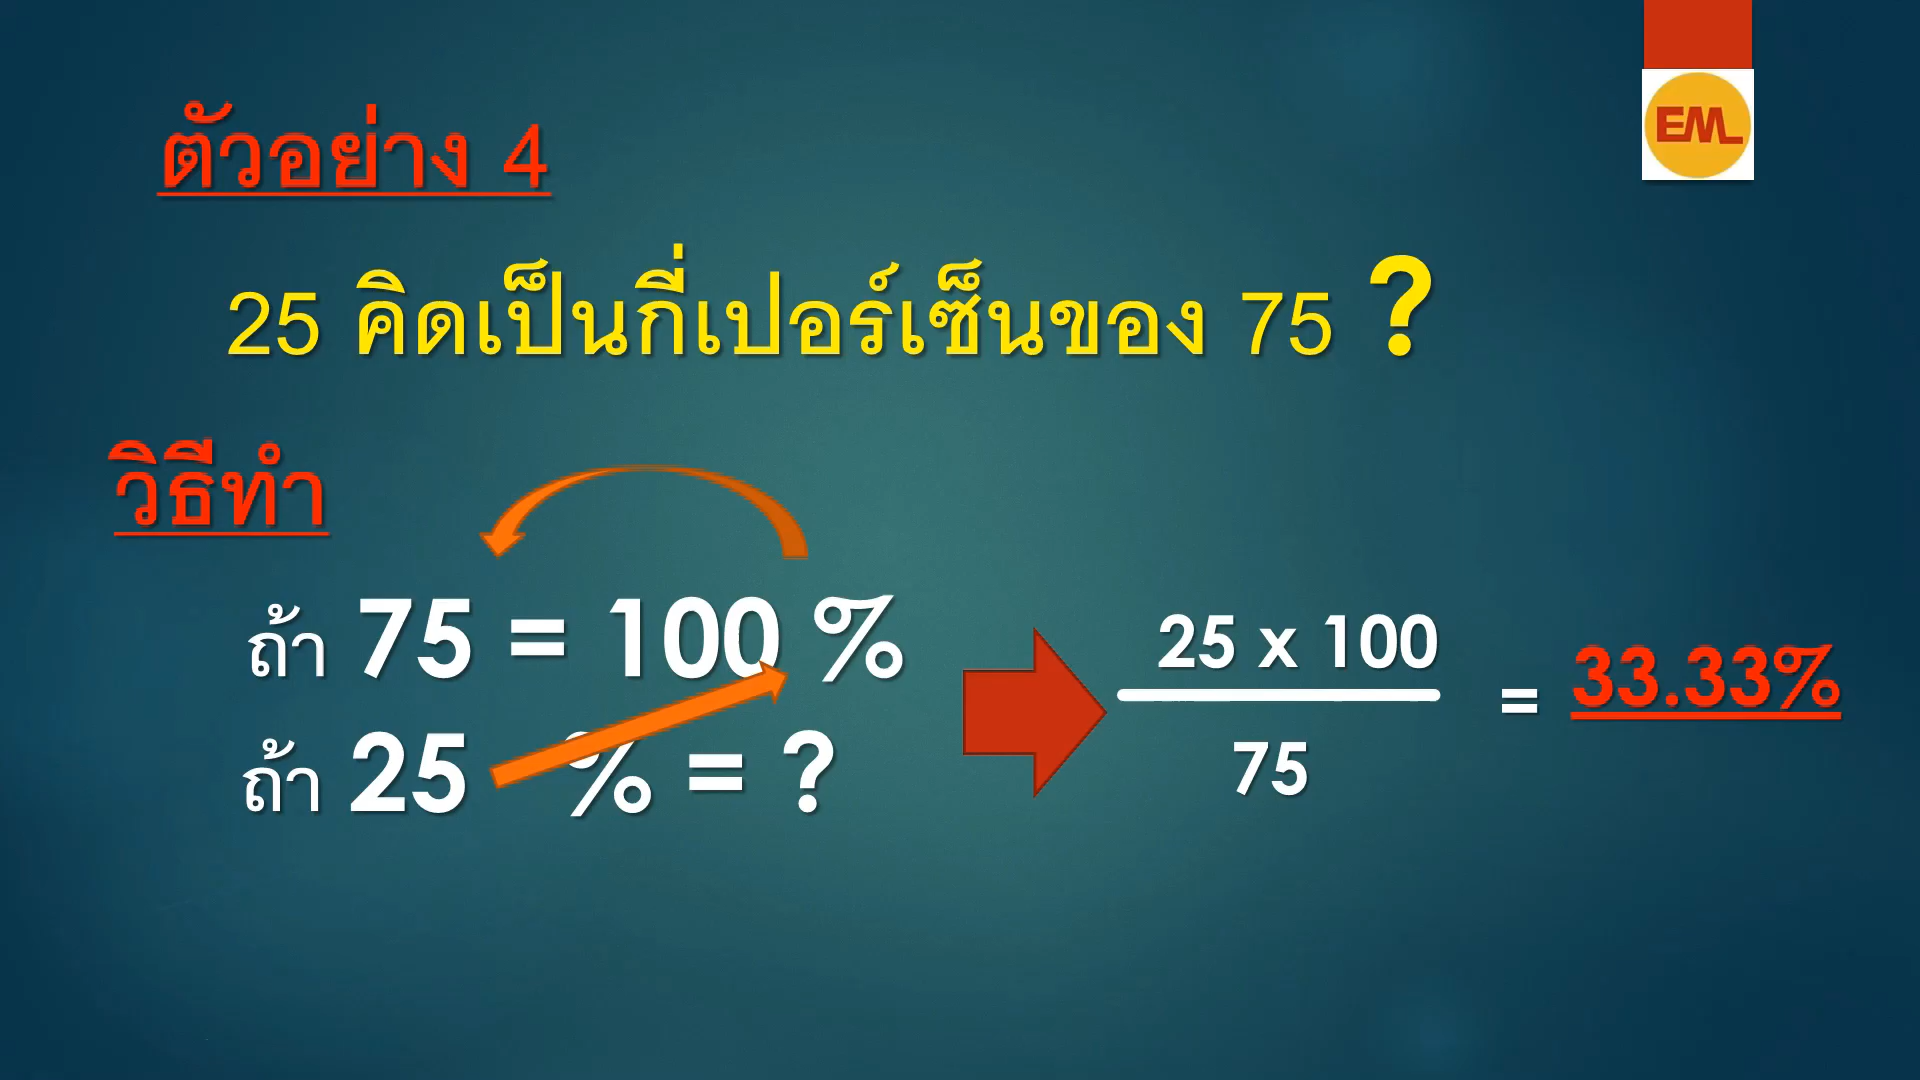 EML
ตัวอย่าง 4
25 คิดเป็นกี่เปอร์เซ็นของ 75 ?
วิธีทำ
ถ้า 75 = 100 %
ถ้า 25 % = ?
25 x 100
75
= 33.33%